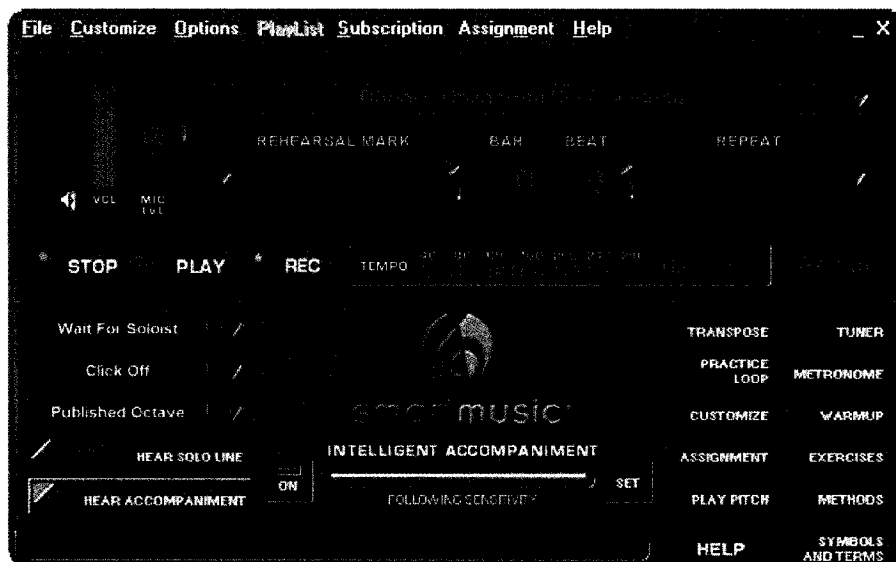 File Customize Options PlayList Subscription Assignment Help _ X
REHEARSAL MARK BAR BEAT REPEAT
VOL MIC LVL
STOP PLAY REC TEMPO
Wait For Soloist
Click Off
Published Octave
HEAR SOLO LINE
HEAR ACCOMPANIMENT
smartmusic
INTELLIGENT ACCOMPANIMENT
ON SET
FOLLOWING SENSITIVITY
TRANSPOSE TUNER
PRACTICE LOOP METRONOME
CUSTOMIZE WARMUP
ASSIGNMENT EXERCISES
PLAY PITCH METHODS
HELP SYMBOLS AND TERMS